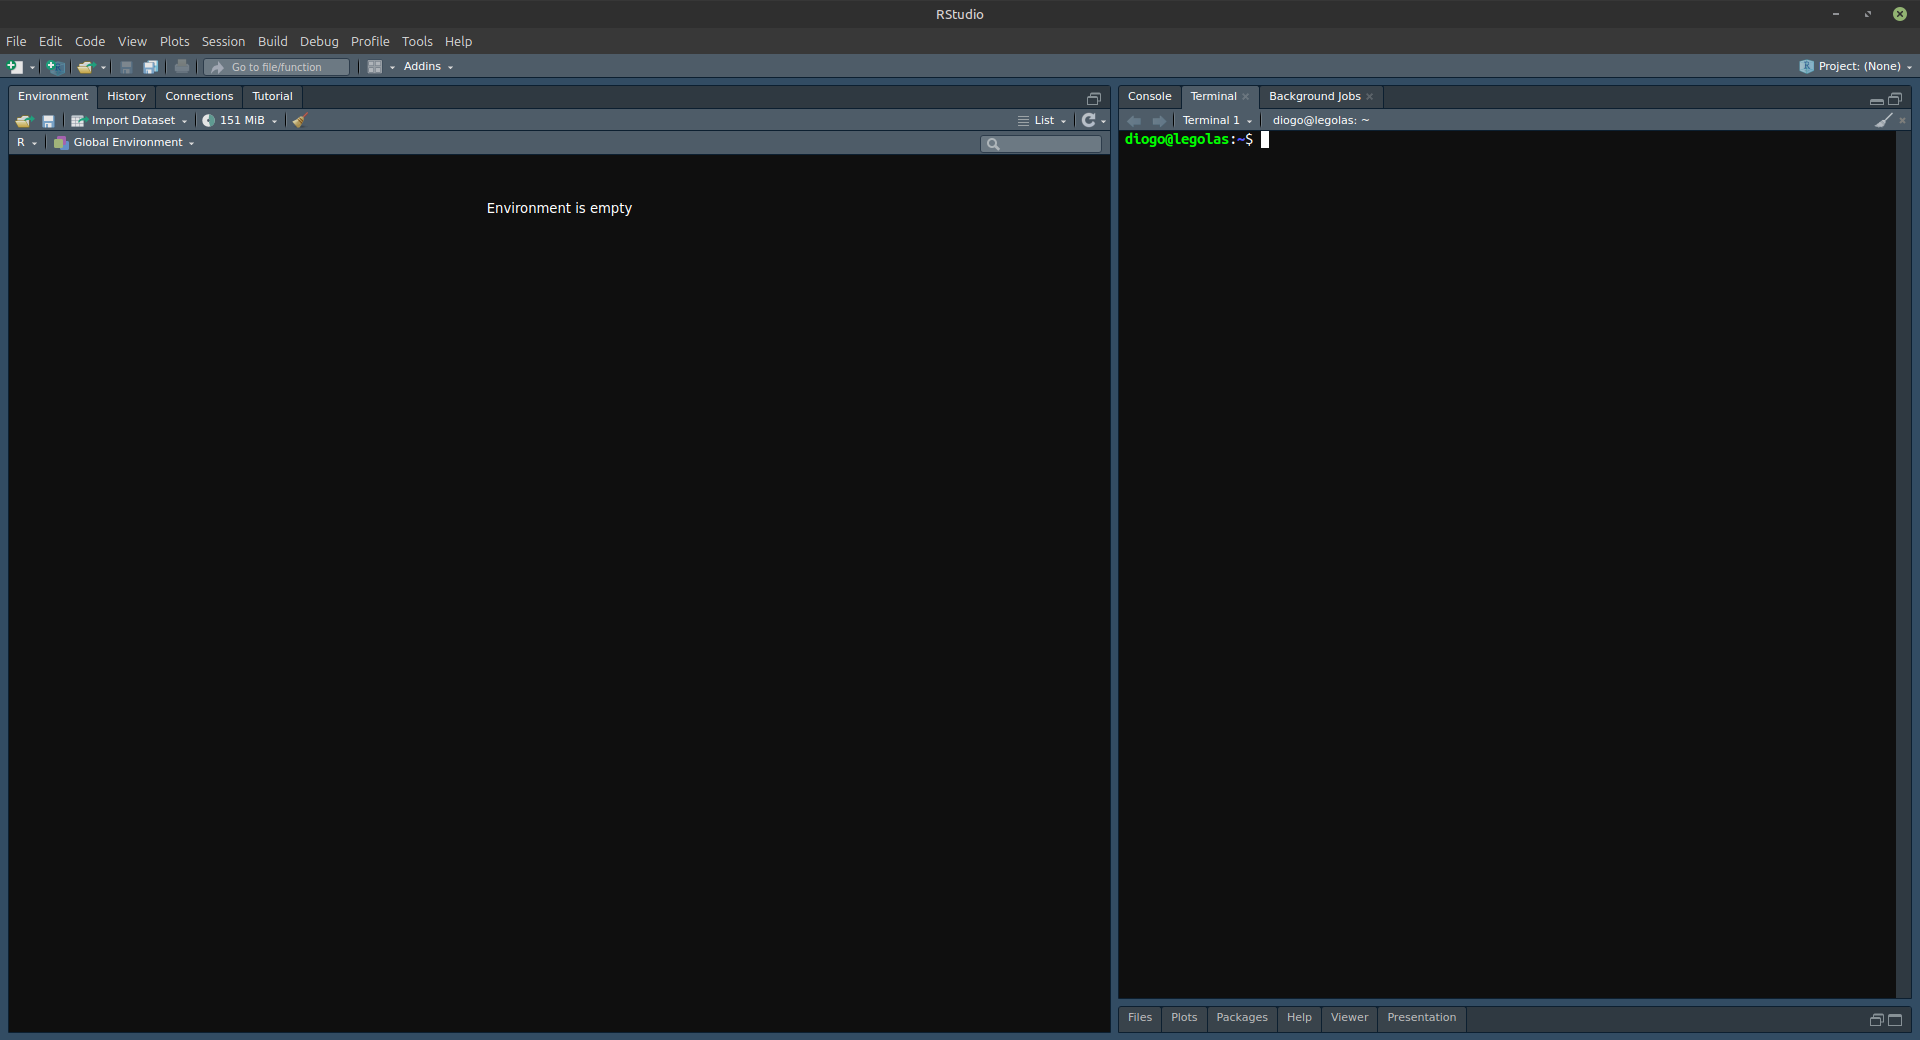 RStudio
File Edit Code View Plots Session Build Debug Profile Tools Help
Go to file/function Addins Project: (None)
Environment History Connections Tutorial
Import Dataset 151 MiB List
R Global Environment
Environment is empty
Console Terminal Background Jobs
Terminal 1 diogo@legolas: ~
diogo@legolas:~$
Files Plots Packages Help Viewer Presentation